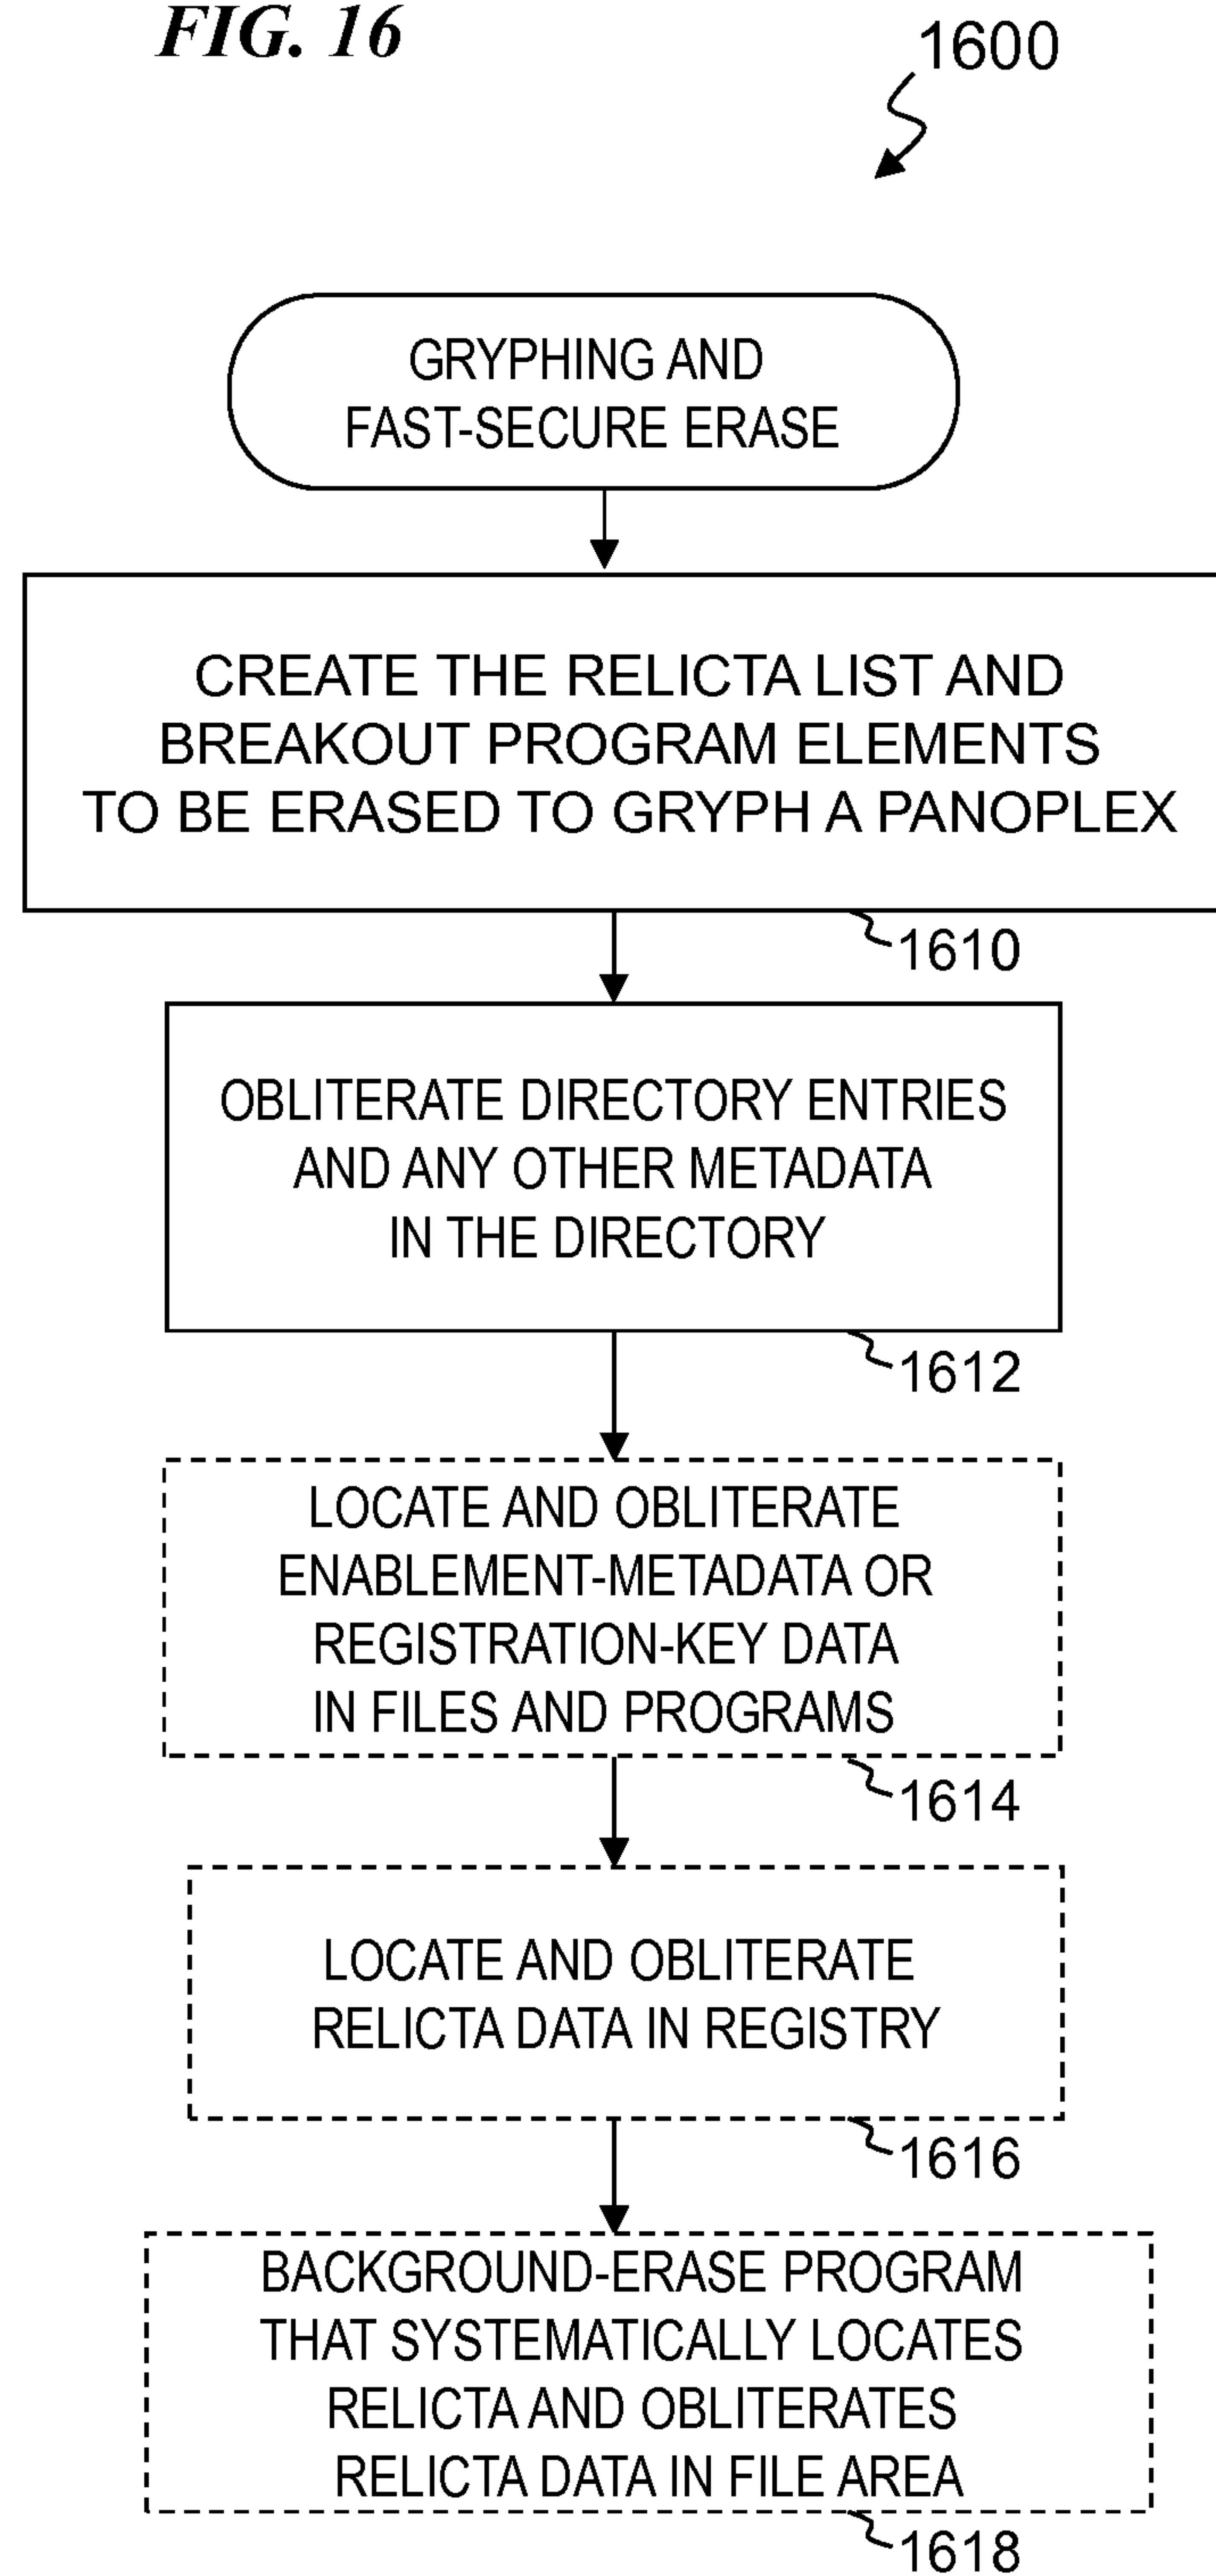 FIG. 16
1600
GRYPHING AND
FAST-SECURE ERASE
CREATE THE RELICTA LIST AND
BREAKOUT PROGRAM ELEMENTS
TO BE ERASED TO GRYPH A PANOPLEX
1610
OBLITERATE DIRECTORY ENTRIES
AND ANY OTHER METADATA
IN THE DIRECTORY
1612
LOCATE AND OBLITERATE
ENABLEMENT-METADATA OR
REGISTRATION-KEY DATA
IN FILES AND PROGRAMS
1614
LOCATE AND OBLITERATE
RELICTA DATA IN REGISTRY
1616
BACKGROUND-ERASE PROGRAM
THAT SYSTEMATICALLY LOCATES
RELICTA AND OBLITERATES
RELICTA DATA IN FILE AREA
1618